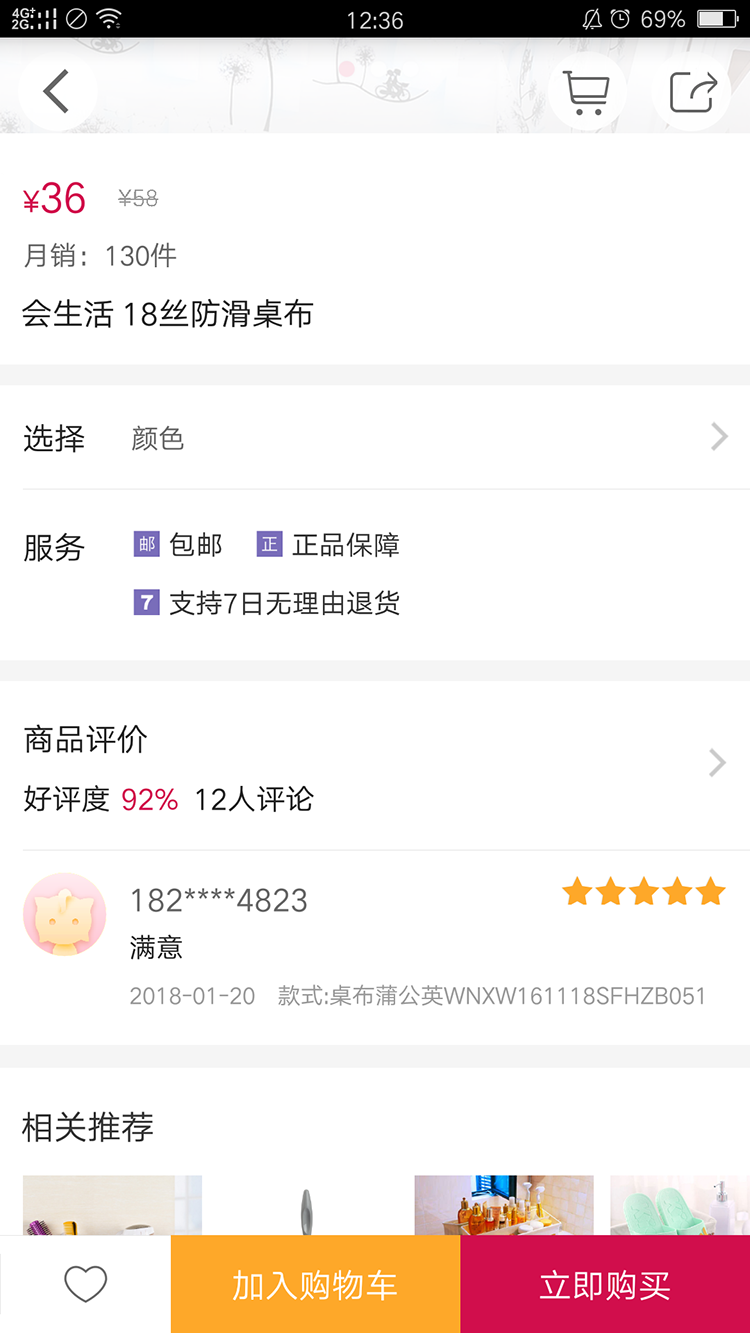 4G+ 2G 12:36 69%
¥36 ¥58
月销：130件
会生活 18丝防滑桌布
选择 颜色
服务 邮 包邮 正 正品保障
7 支持7日无理由退货
商品评价
好评度 92% 12人评论
182****4823
满意
2018-01-20 款式:桌布蒲公英WNXW161118SFHZB051
相关推荐
加入购物车 立即购买